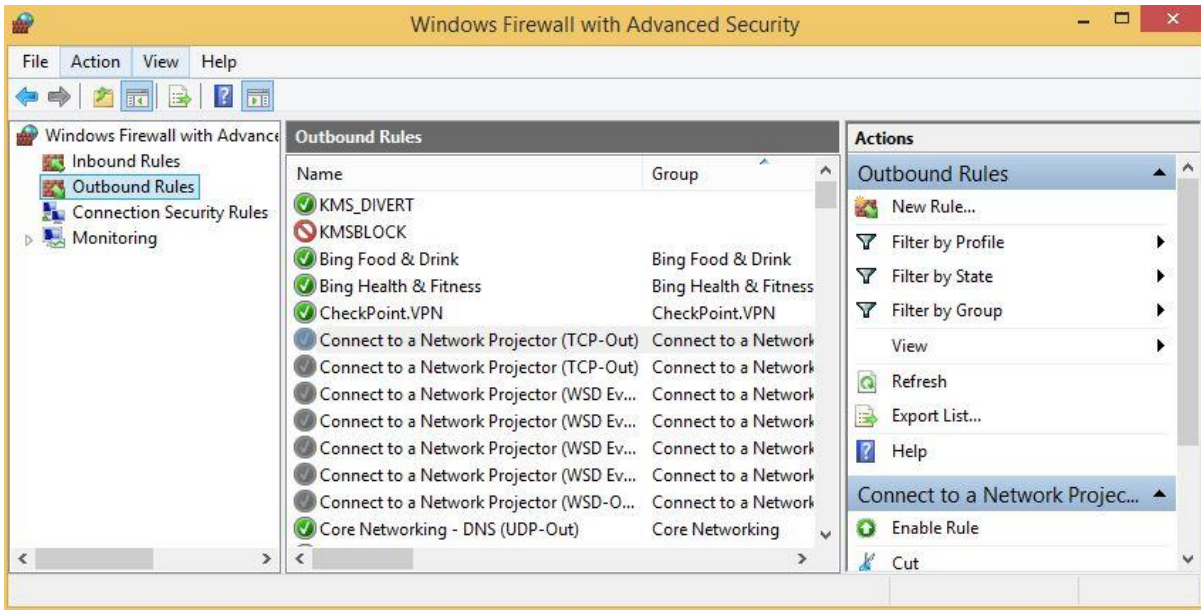 Windows Firewall with Advanced Security
File Action View Help
Windows Firewall with Advance
Inbound Rules
Outbound Rules
Connection Security Rules
Monitoring
Outbound Rules
Name Group
KMS_DIVERT
KMSBLOCK
Bing Food & Drink Bing Food & Drink
Bing Health & Fitness Bing Health & Fitness
CheckPoint.VPN CheckPoint.VPN
Connect to a Network Projector (TCP-Out) Connect to a Network
Connect to a Network Projector (TCP-Out) Connect to a Network
Connect to a Network Projector (WSD Ev... Connect to a Network
Connect to a Network Projector (WSD Ev... Connect to a Network
Connect to a Network Projector (WSD Ev... Connect to a Network
Connect to a Network Projector (WSD Ev... Connect to a Network
Connect to a Network Projector (WSD-O... Connect to a Network
Core Networking - DNS (UDP-Out) Core Networking
Actions
Outbound Rules
New Rule...
Filter by Profile
Filter by State
Filter by Group
View
Refresh
Export List...
Help
Connect to a Network Projec...
Enable Rule
Cut